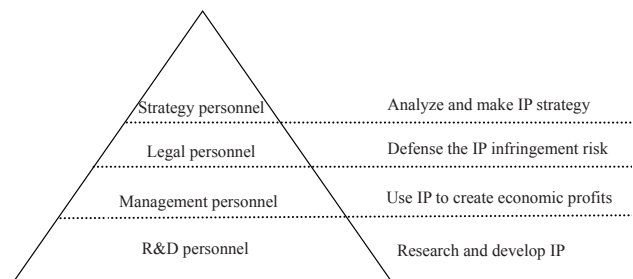 Strategy personnel Analyze and make IP strategy
Legal personnel Defense the IP infringement risk
Management personnel Use IP to create economic profits
R&D personnel Research and develop IP